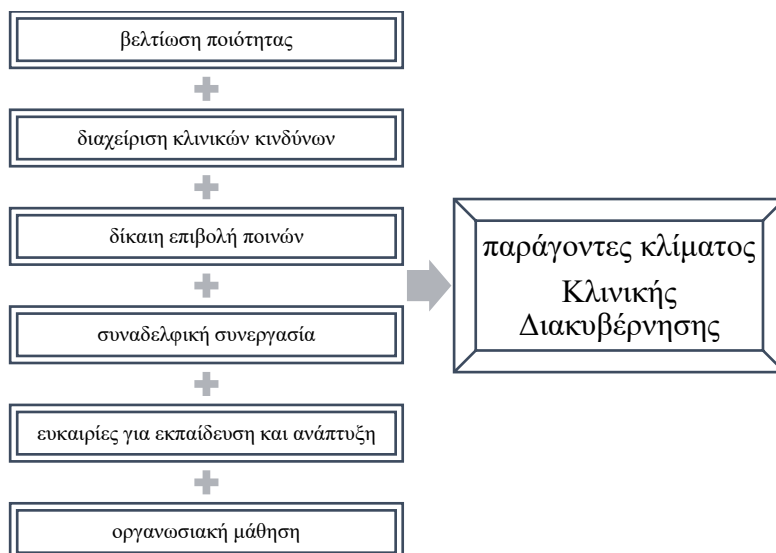 βελτίωση ποιότητας
διαχείριση κλινικών κινδύνων
δίκαιη επιβολή ποινών
συναδελφική συνεργασία
ευκαιρίες για εκπαίδευση και ανάπτυξη
οργανωσιακή μάθηση
παράγοντες κλίματος
Κλινικής
Διακυβέρνησης